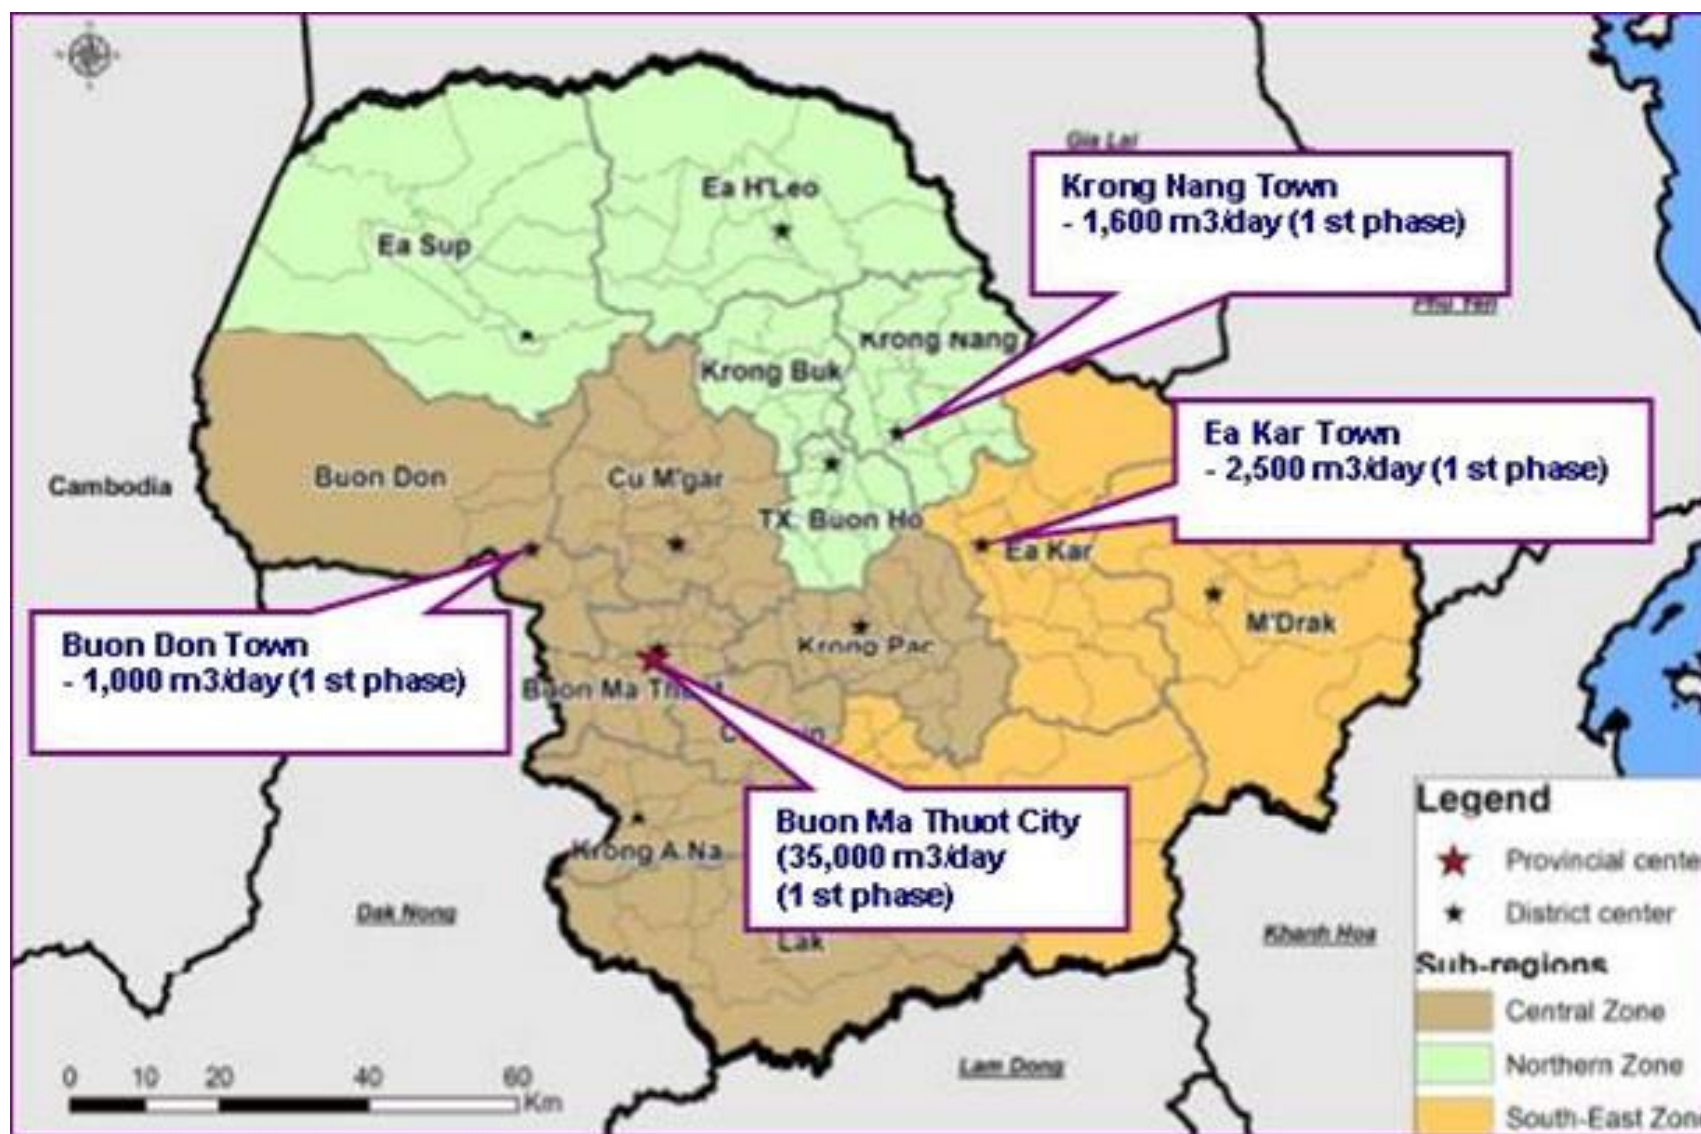 Gia Lai
Krong Nang Town
- 1,600 m3/day (1 st phase)
Ea H'Leo
Ea Sup
Phu Yen
Krong Nang
Krong Buk
Ea Kar Town
- 2,500 m3/day (1 st phase)
Cambodia
Buon Don
Cu M'gar
TX. Buon Ho
Ea Kar
M'Drak
Buon Don Town
- 1,000 m3/day (1 st phase)
Krong Pac
Buon Ma
Buon Ma Thuot City
(35,000 m3/day
(1 st phase)
Krong A.Na
Lak
Dak Nong
Khanh Hoa
Lam Dong
Legend
Provincial center
District center
Sub-regions
Central Zone
Northern Zone
South-East Zone
0 10 20 40 60
Km